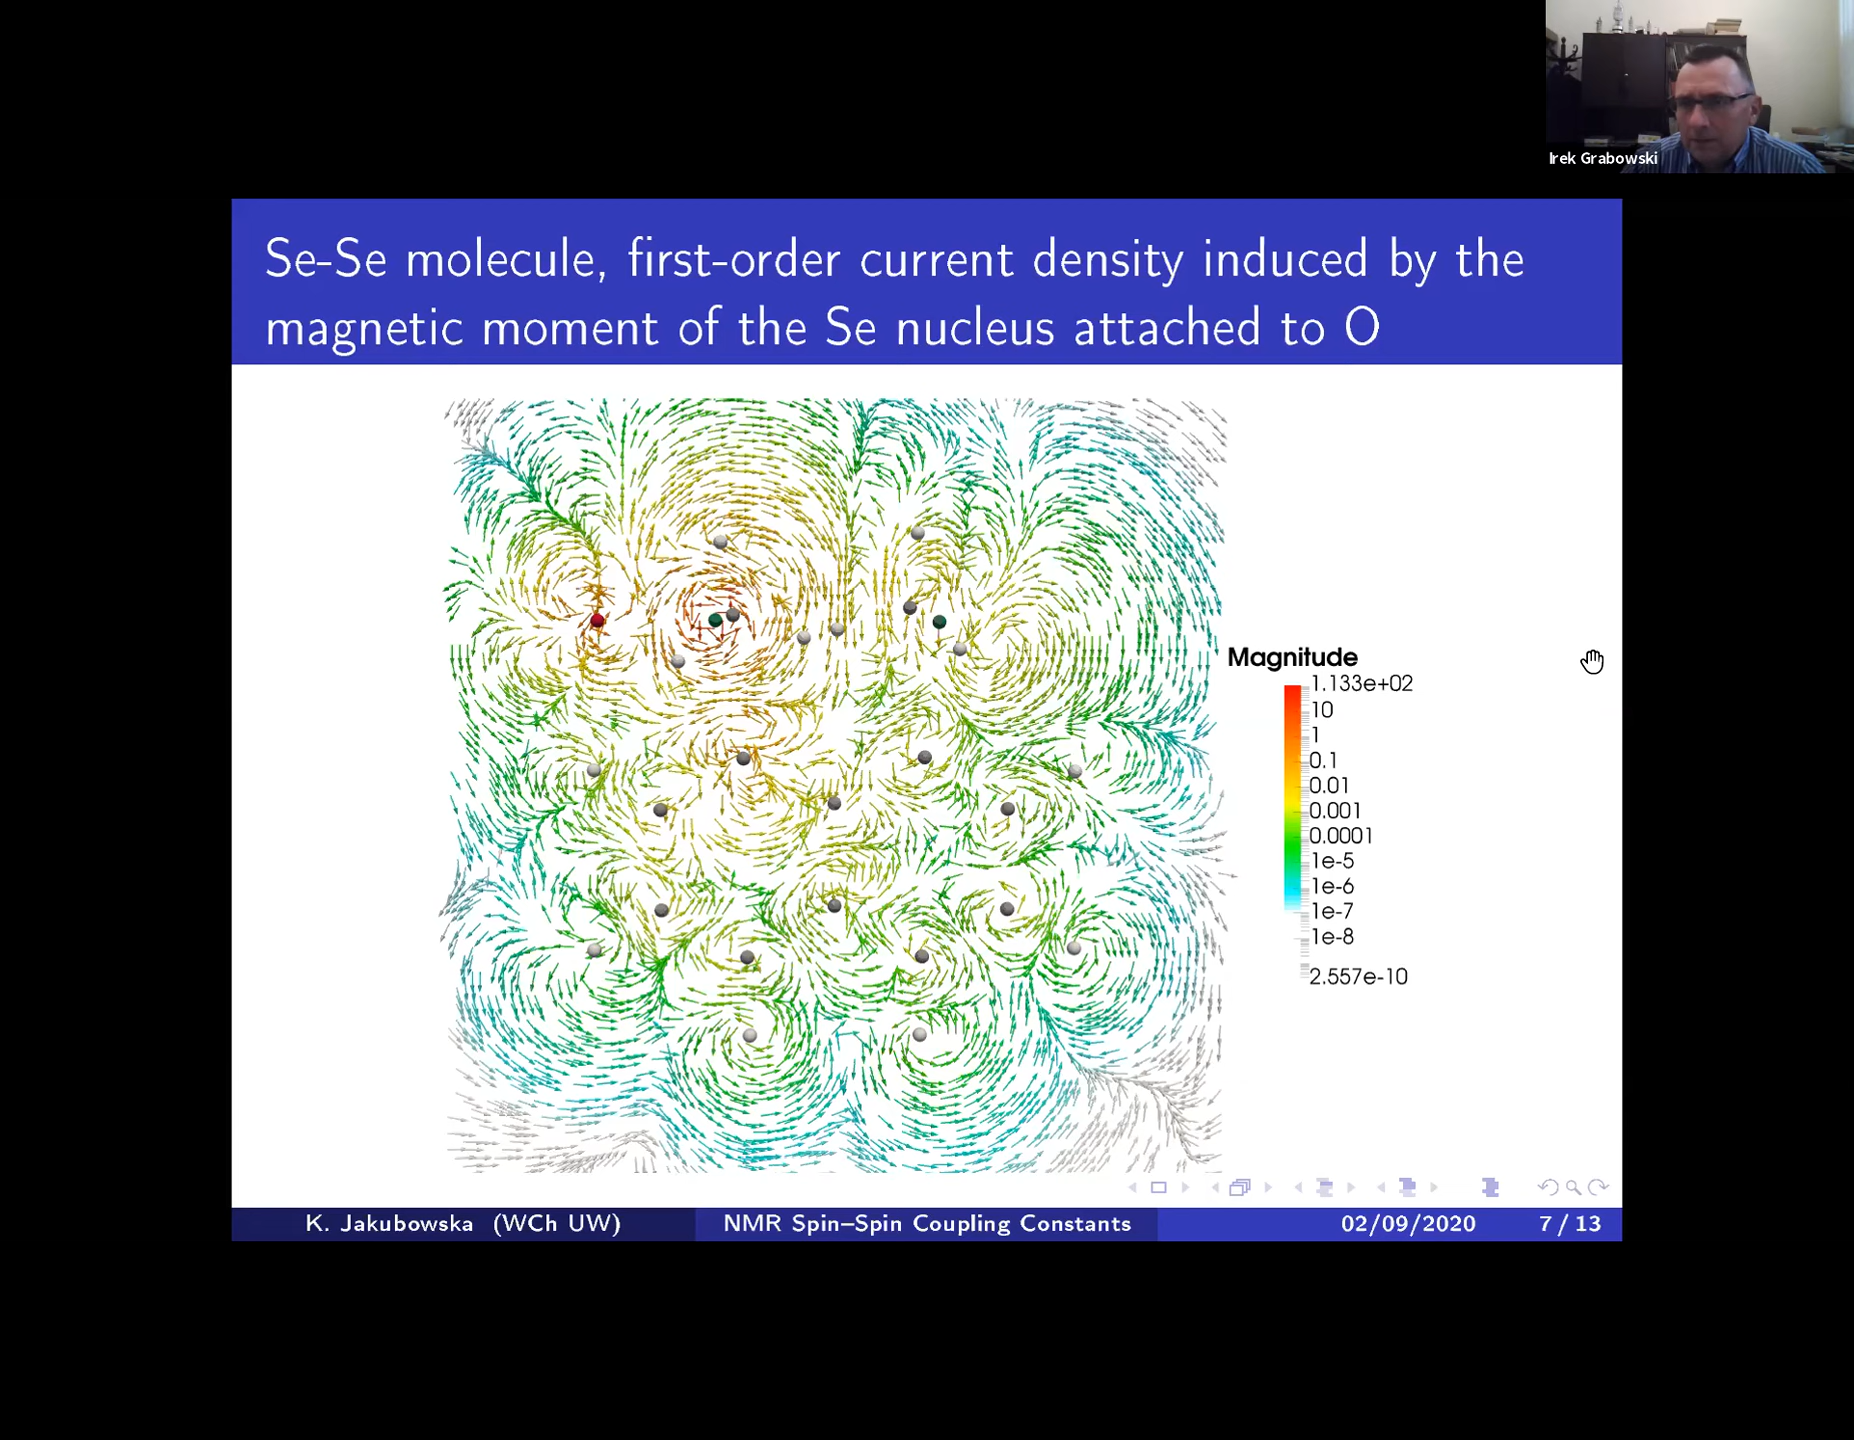 Irek Grabowski
Se-Se molecule, first-order current density induced by the
magnetic moment of the Se nucleus attached to O
Magnitude
1.133e+02
10
1
0.1
0.01
0.001
0.0001
1e-5
1e-6
1e-7
1e-8
2.557e-10
K. Jakubowska (WCh UW)
NMR Spin–Spin Coupling Constants
02/09/2020
7 / 13